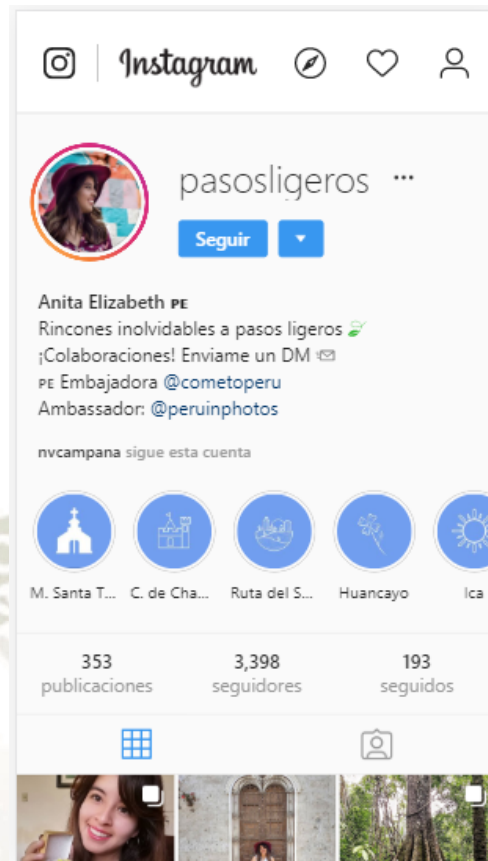 Instagram
pasosligeros
Seguir
Anita Elizabeth PE
Rincones inolvidables a pasos ligeros
¡Colaboraciones! Enviame un DM
PE Embajadora @cometoperu
Ambassador: @peruinphotos
nvcampana sigue esta cuenta
M. Santa T... C. de Cha... Ruta del S... Huancayo Ica
353 3,398 193
publicaciones seguidores seguidos